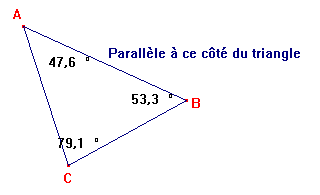 A
47,6 °
Parallèle à ce côté du triangle
53,3 °
B
79,1 °
C